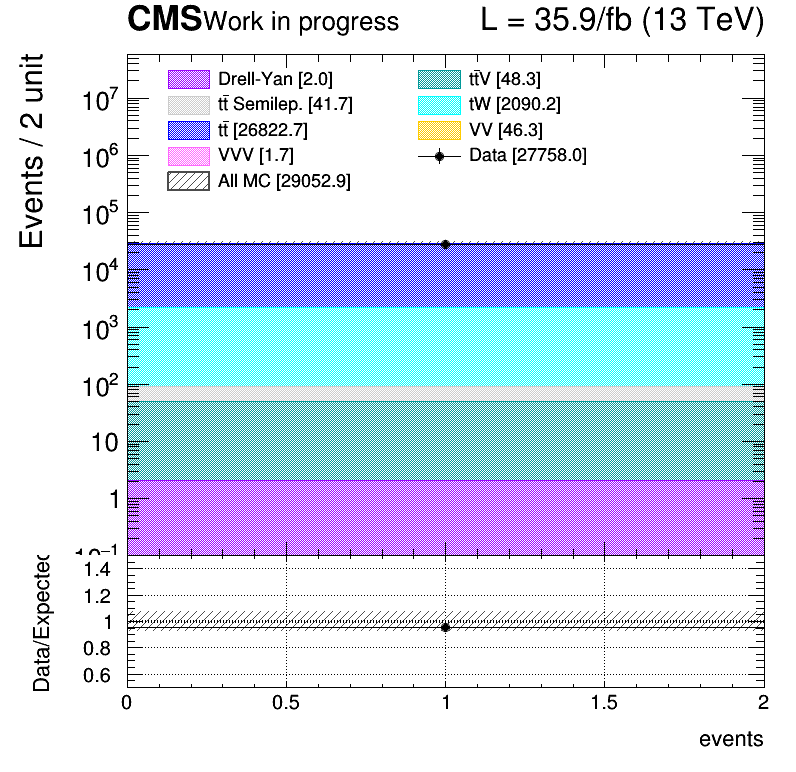 CMS Work in progress L = 35.9/fb (13 TeV)
Events / 2 unit
Drell-Yan [2.0] tt̄V [48.3]
tt̄ Semilep. [41.7] tW [2090.2]
tt̄ [26822.7] VV [46.3]
VVV [1.7] Data [27758.0]
All MC [29052.9]
10⁷
10⁶
10⁵
10⁴
10³
10²
10
1
10⁻¹
Data/Expected
1.4
1.2
1
0.8
0.6
0 0.5 1 1.5 2
events